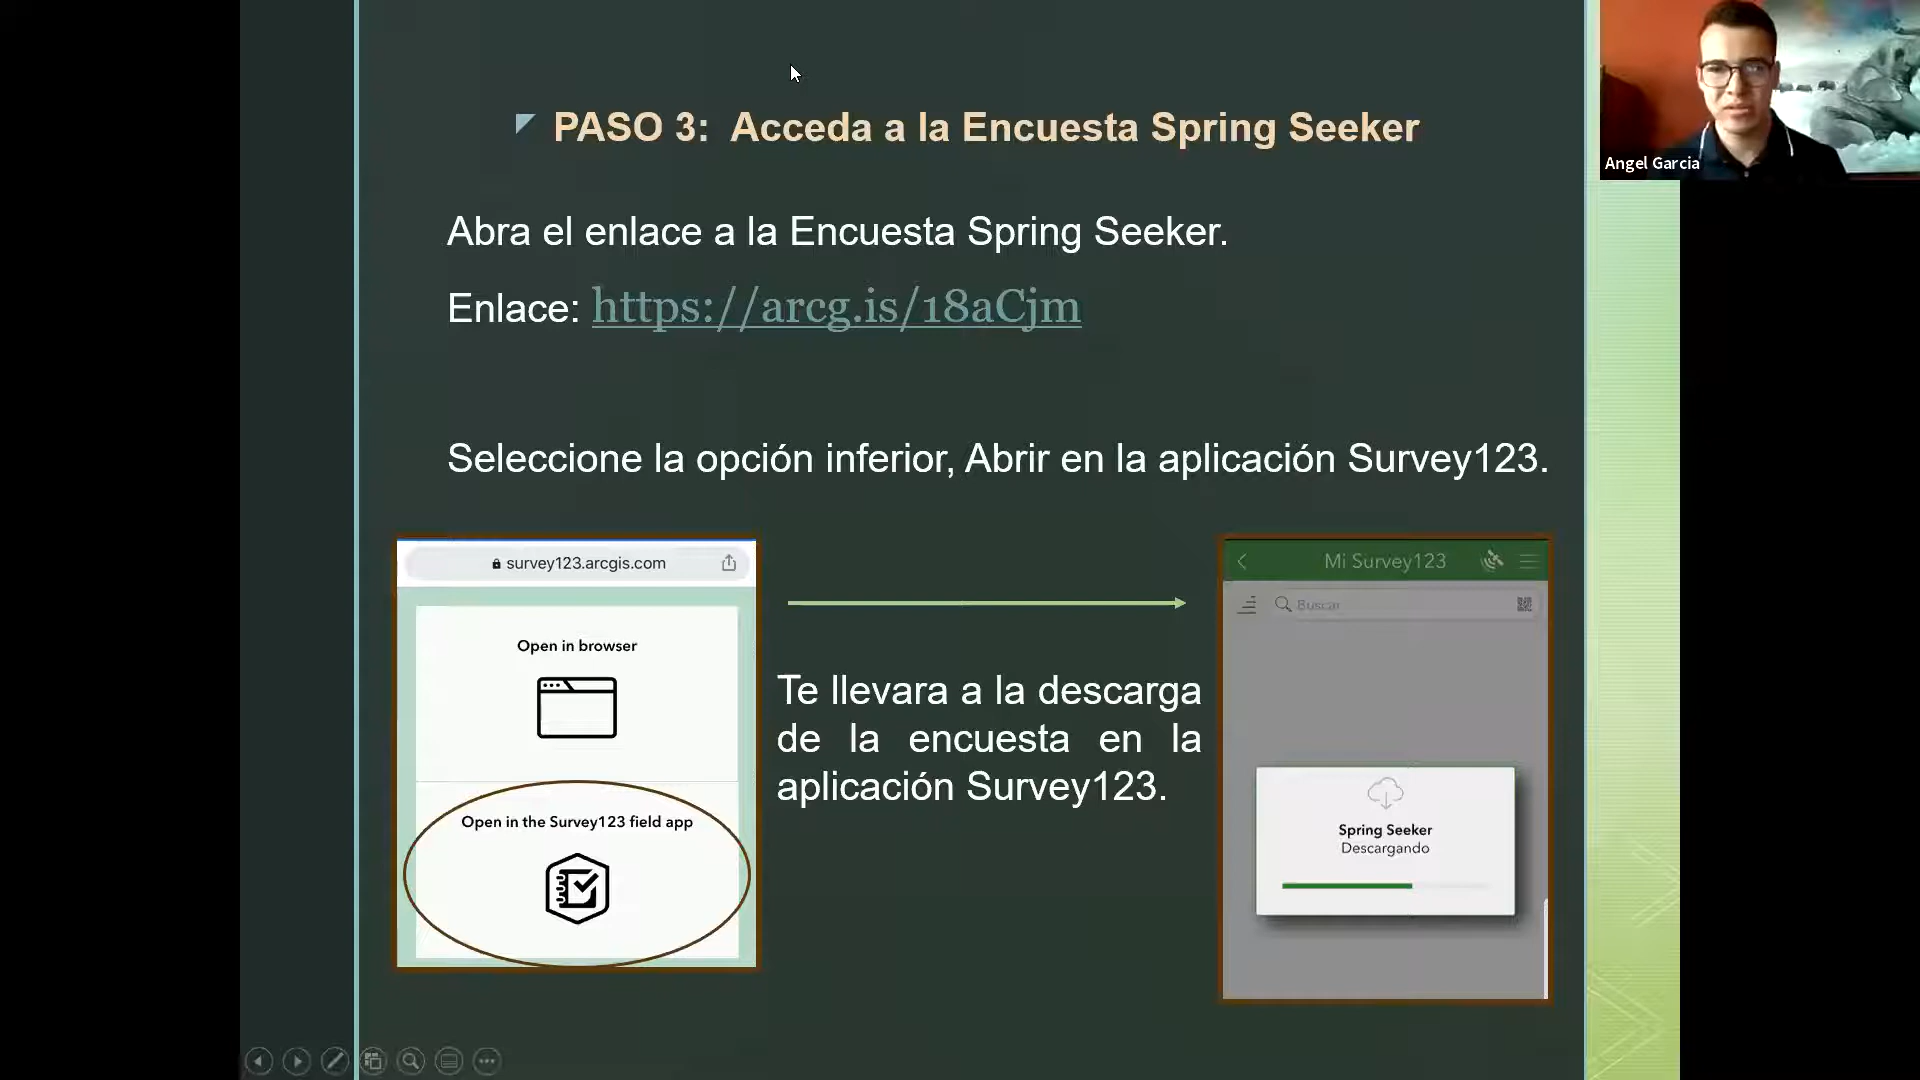 PASO 3: Acceda a la Encuesta Spring Seeker
Angel Garcia
Abra el enlace a la Encuesta Spring Seeker.
Enlace: https://arcg.is/18aCjm
Seleccione la opción inferior, Abrir en la aplicación Survey123.
survey123.arcgis.com
Open in browser
Open in the Survey123 field app
Te llevara a la descarga
de la encuesta en la
aplicación Survey123.
Mi Survey123
Buscar
Spring Seeker
Descargando